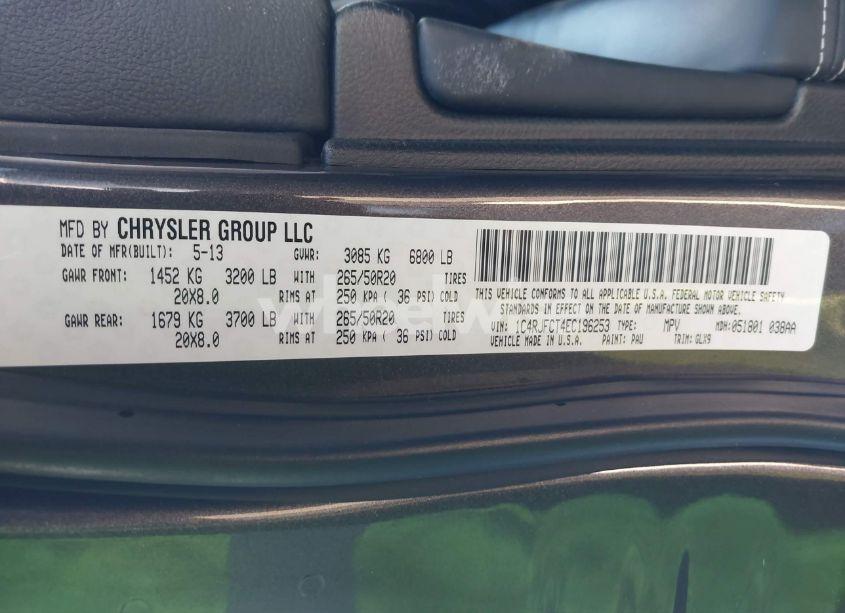 MFD BY CHRYSLER GROUP LLC
DATE OF MFR(BUILT): 5-13 GVWR: 3085 KG 6800 LB
GAWR FRONT: 1452 KG 3200 LB WITH 265/50R20 TIRES
20X8.0 RIMS AT 250 KPA ( 36 PSI) COLD
GAWR REAR: 1679 KG 3700 LB WITH 265/50R20 TIRES
20X8.0 RIMS AT 250 KPA ( 36 PSI) COLD
THIS VEHICLE CONFORMS TO ALL APPLICABLE U.S.A. FEDERAL MOTOR VEHICLE SAFETY
STANDARDS IN EFFECT ON THE DATE OF MANUFACTURE SHOWN ABOVE.
VIN: 1C4RJFCT4EC196253 TYPE: MPV MDH: 051801 038AA
VEHICLE MADE IN U.S.A. PAINT: PAU TRIM: GLX9